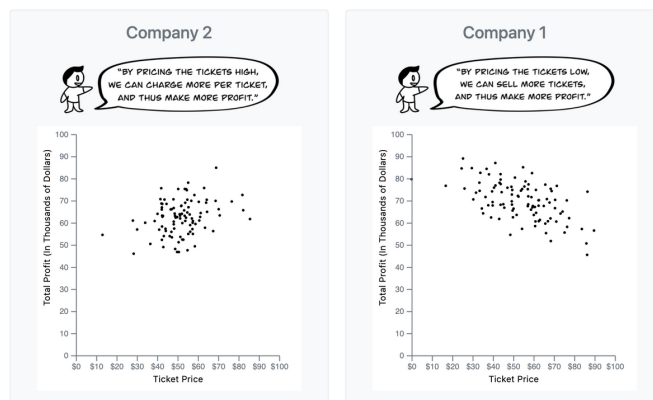 Company 2
"BY PRICING THE TICKETS HIGH,
WE CAN CHARGE MORE PER TICKET,
AND THUS MAKE MORE PROFIT."
Total Profit (In Thousands of Dollars)
100
90
80
70
60
50
40
30
20
10
0
$0 $10 $20 $30 $40 $50 $60 $70 $80 $90 $100
Ticket Price
Company 1
"BY PRICING THE TICKETS LOW,
WE CAN SELL MORE TICKETS,
AND THUS MAKE MORE PROFIT."
Total Profit (In Thousands of Dollars)
100
90
80
70
60
50
40
30
20
10
0
$0 $10 $20 $30 $40 $50 $60 $70 $80 $90 $100
Ticket Price